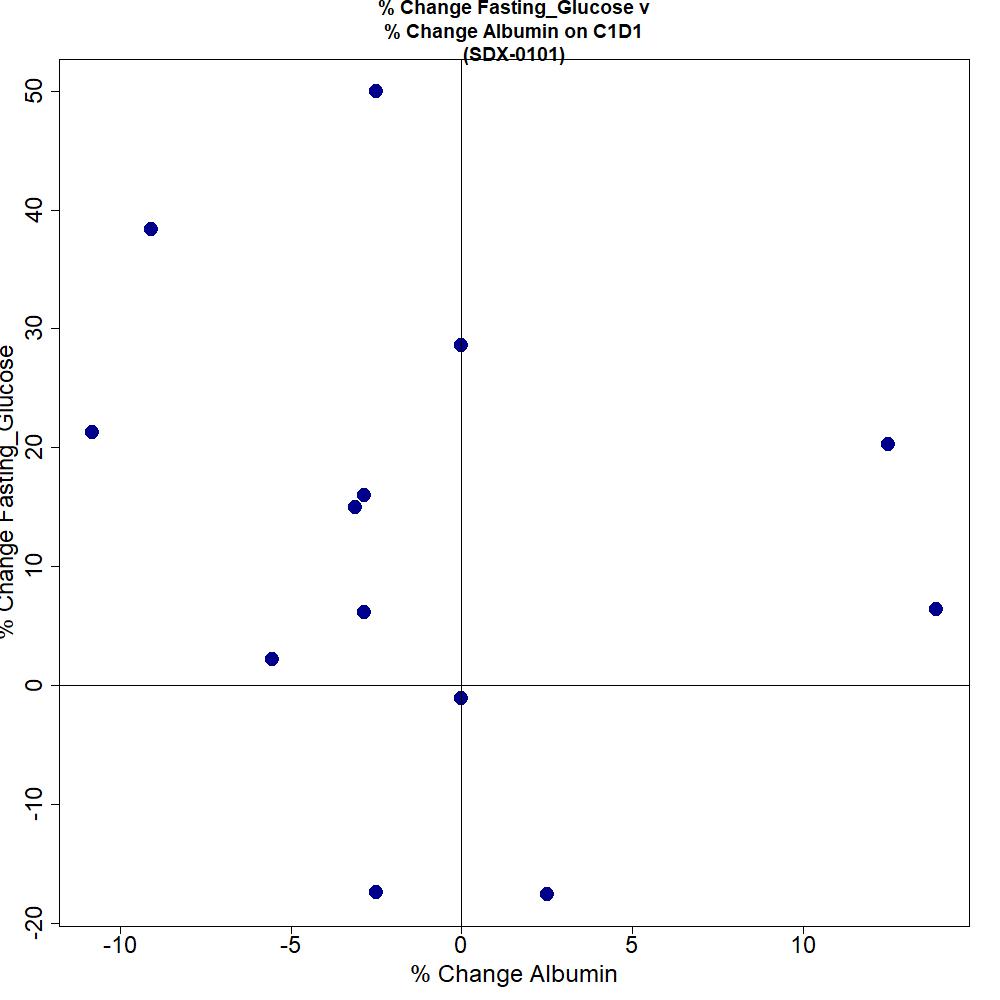 % Change Fasting_Glucose v
% Change Albumin on C1D1
(SDX-0101)
% Change Fasting_Glucose
50
40
30
20
10
0
-10
-20
-10
-5
0
5
10
% Change Albumin